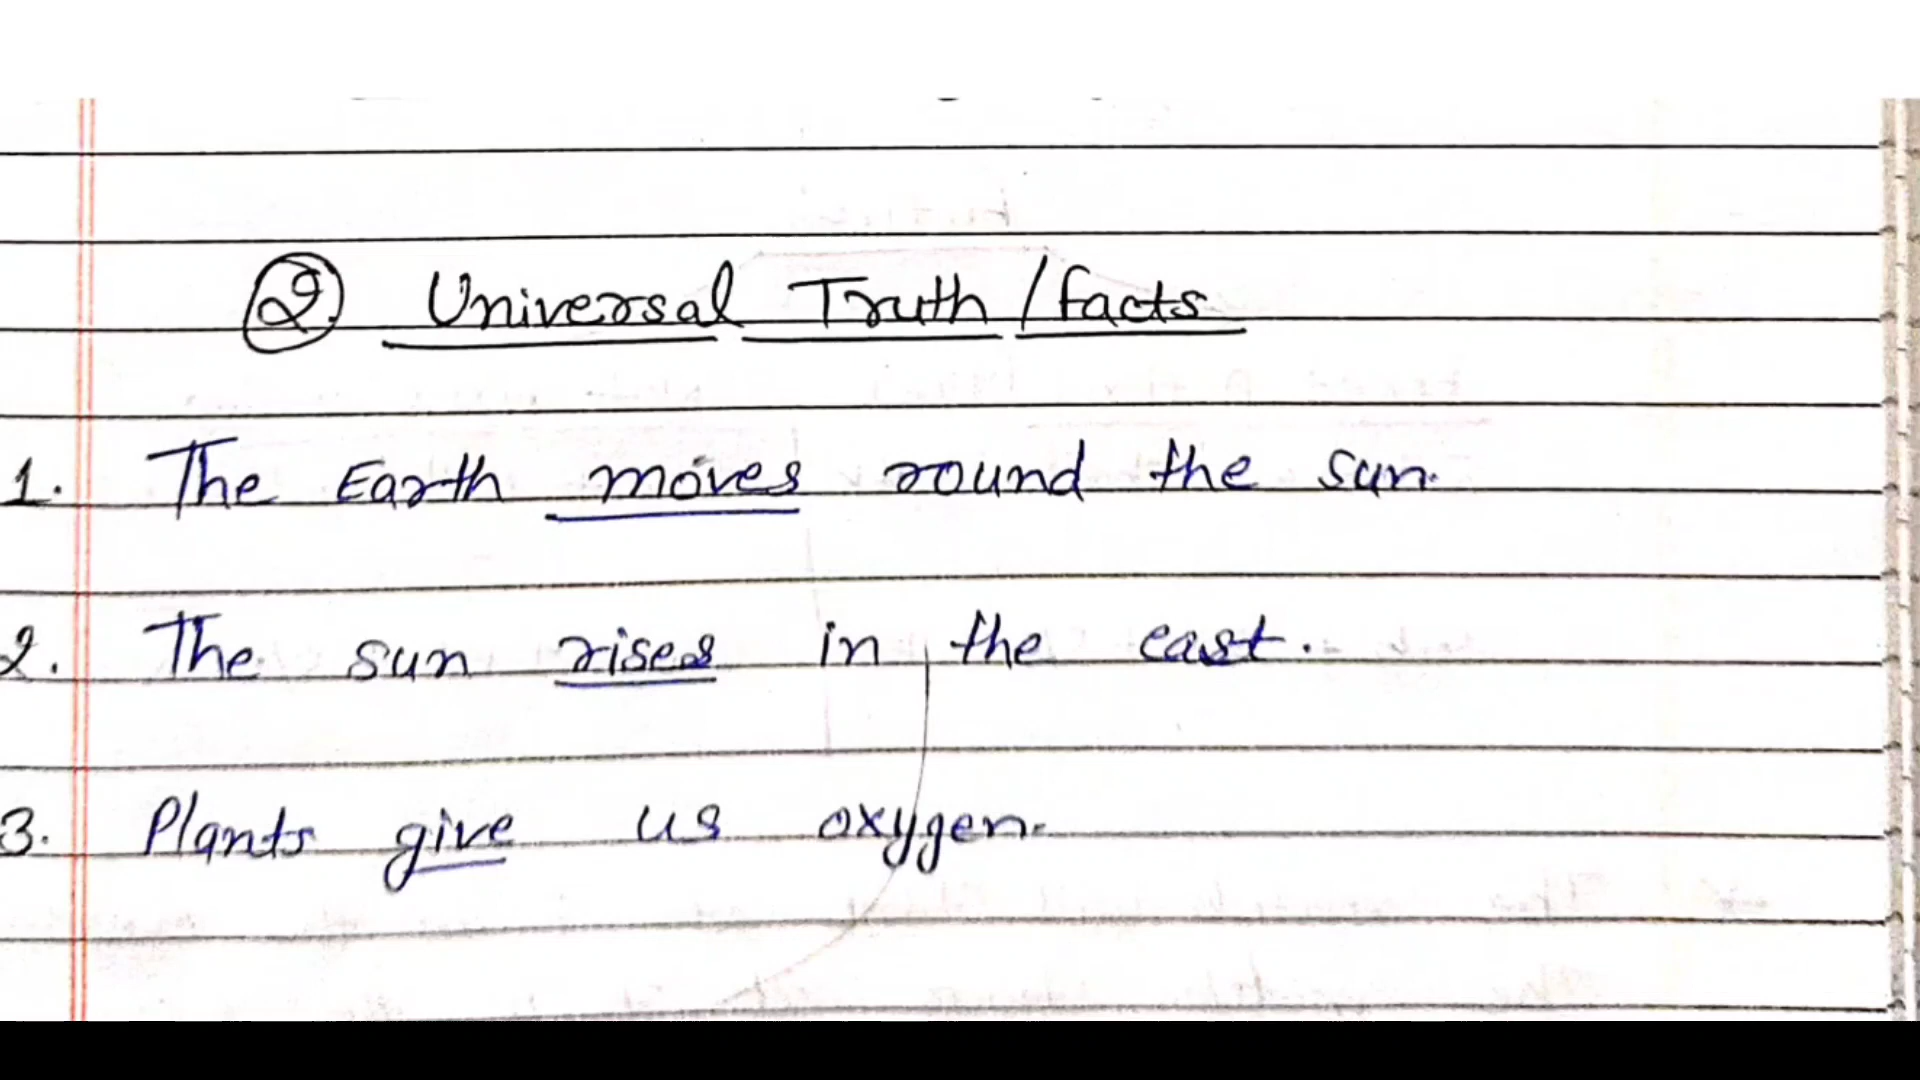 2. Universal Truth / facts
1. The Earth moves round the sun.
2. The sun rises in the east.
3. Plants give us oxygen.